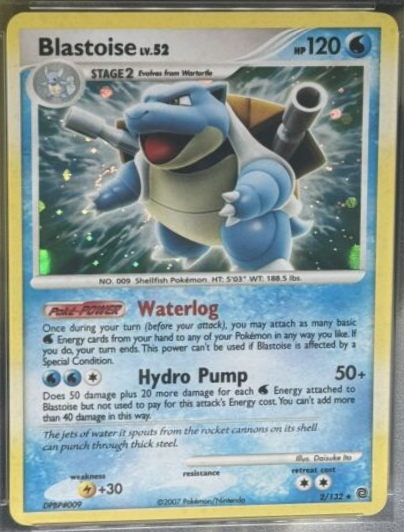 Blastoise LV.52 HP 120
STAGE 2 Evolves from Wartortle
NO. 009 Shellfish Pokémon HT: 5'03" WT: 188.5 lbs.
Poké-POWER Waterlog
Once during your turn (before your attack), you may attach as many basic
Energy cards from your hand to any of your Pokémon in any way you like. If
you do, your turn ends. This power can't be used if Blastoise is affected by a
Special Condition.
Hydro Pump 50+
Does 50 damage plus 20 more damage for each Energy attached to
Blastoise but not used to pay for this attack's Energy cost. You can't add more
than 40 damage in this way.
The jets of water it spouts from the rocket cannons on its shell
can punch through thick steel.
Illus. Daisuke Ito
weakness resistance retreat cost
+30
DPBP#009 ©2007 Pokémon/Nintendo 2/132 ★